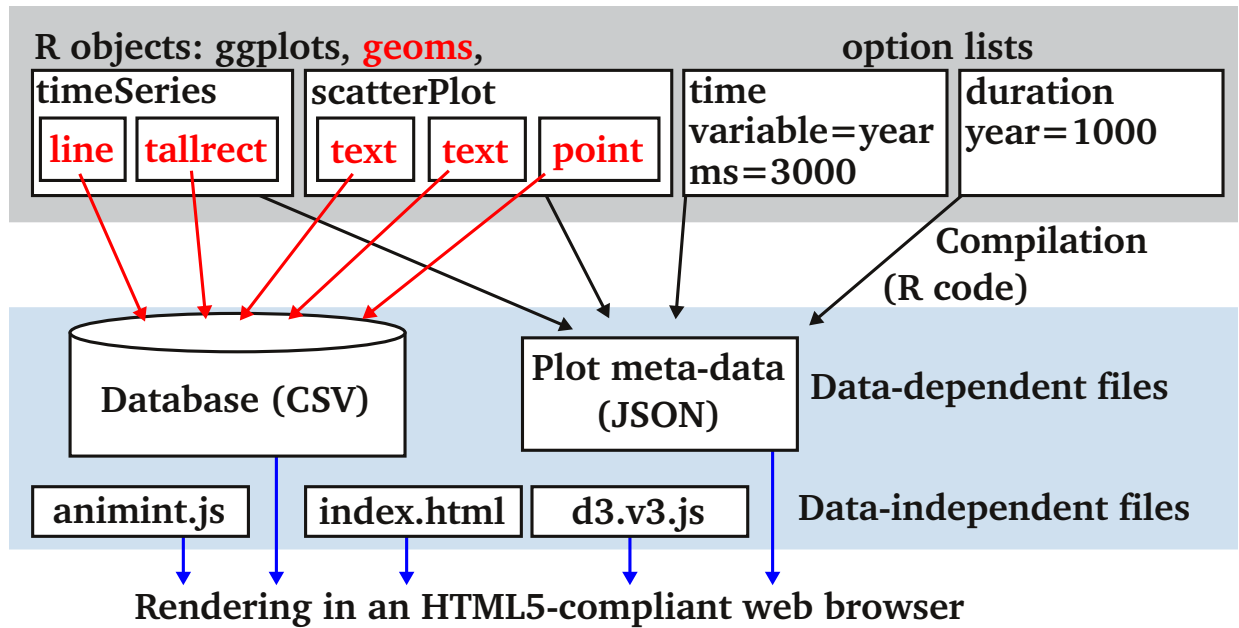 R objects: ggplots, geoms, option lists
timeSeries
line tallrect
scatterPlot
text text point
time
variable=year
ms=3000
duration
year=1000
Compilation
(R code)
Database (CSV)
Plot meta-data
(JSON)
Data-dependent files
animint.js index.html d3.v3.js
Data-independent files
Rendering in an HTML5-compliant web browser